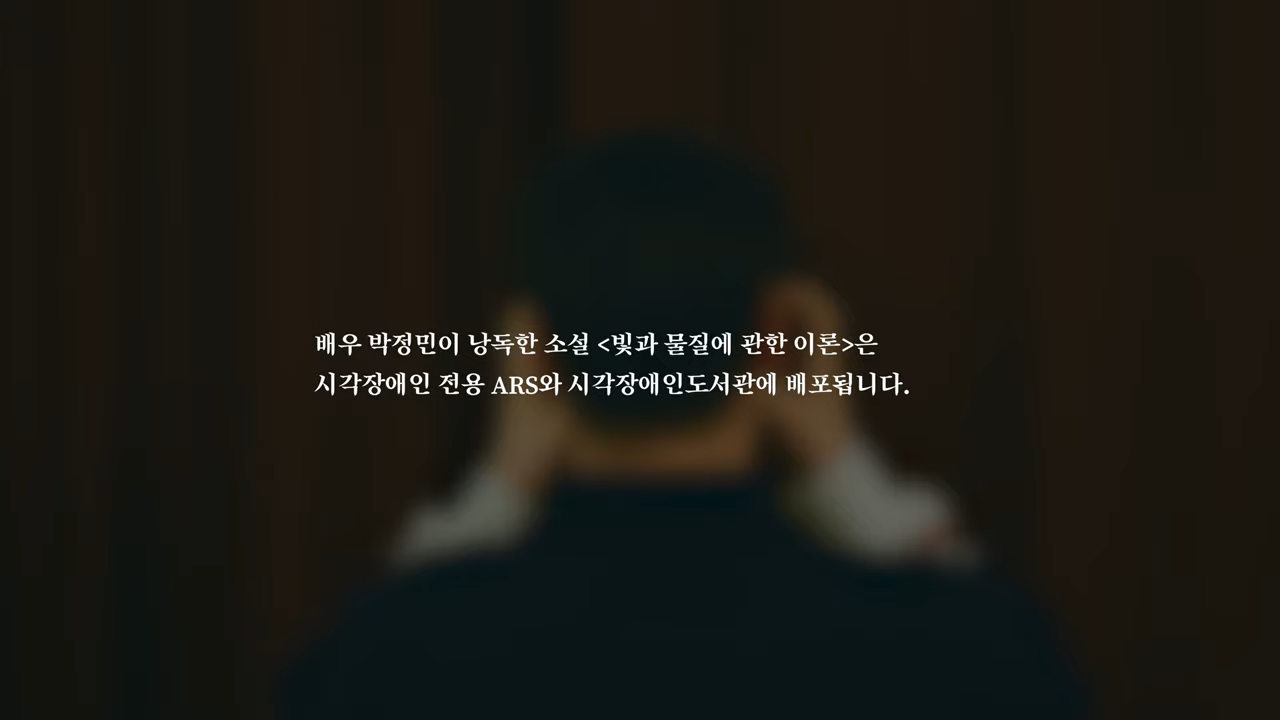 배우 박정민이 낭독한 소설 <빛과 물질에 관한 이론>은
시각장애인 전용 ARS와 시각장애인도서관에 배포됩니다.